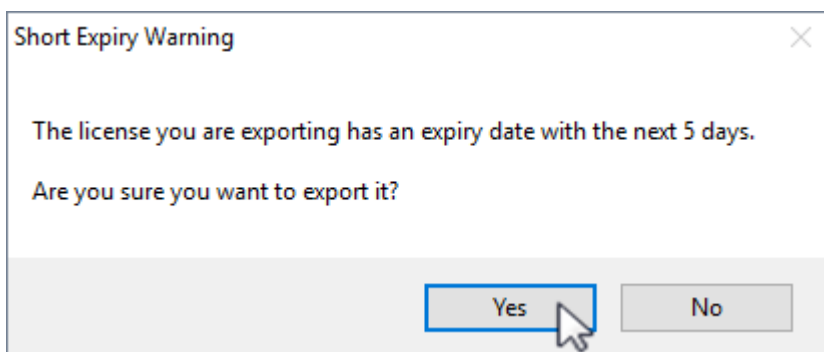 Short Expiry Warning
The license you are exporting has an expiry date with the next 5 days.
Are you sure you want to export it?
Yes
No